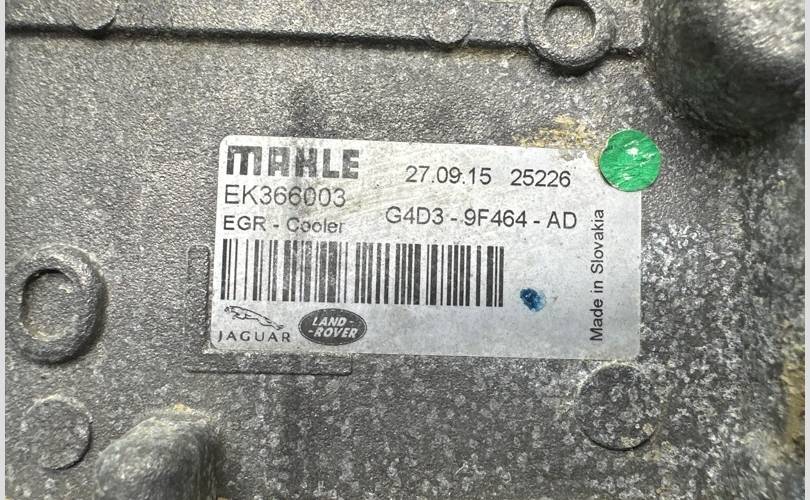 MAHLE 27.09.15 25226
EK366003
EGR - Cooler G4D3 - 9F464 - AD
JAGUAR LAND-ROVER
Made in Slovakia